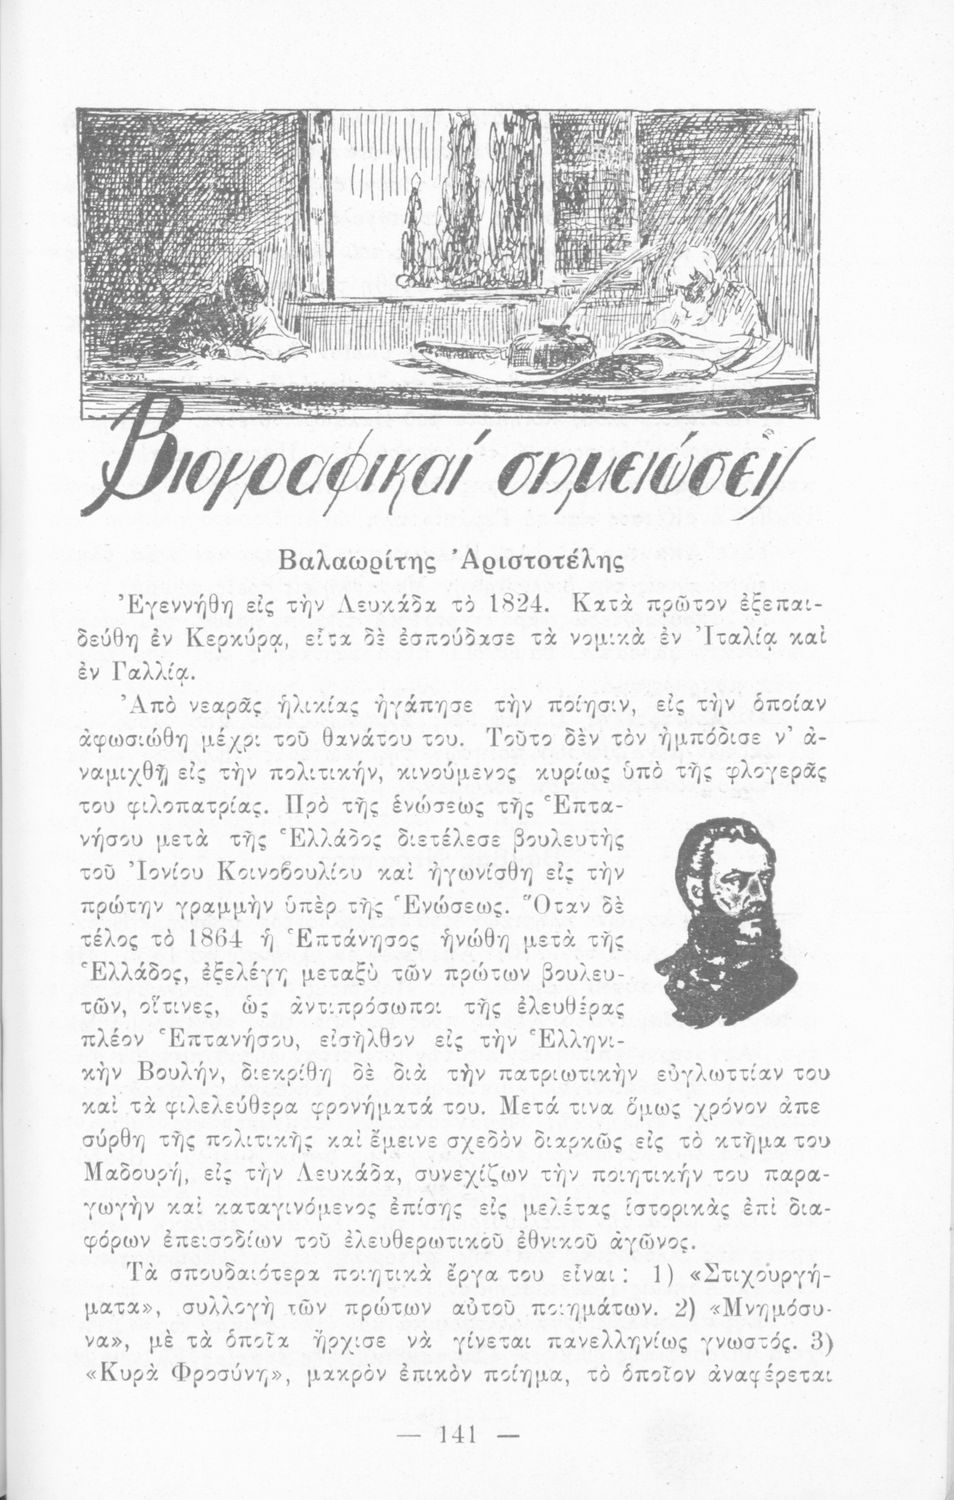 Βιογραφικαί σημειώσεις
Βαλαωρίτης Ἀριστοτέλης
Ἐγεννήθη εἰς τὴν Λευκάδα τὸ 1824. Κατὰ πρῶτον ἐξεπαι-
δεύθη ἐν Κερκύρᾳ, εἶτα δὲ ἐσπούδασε τὰ νομικὰ ἐν Ἰταλίᾳ καὶ
ἐν Γαλλίᾳ.
Ἀπὸ νεαρᾶς ἡλικίας ἠγάπησε τὴν ποίησιν, εἰς τὴν ὁποίαν
ἀφωσιώθη μέχρι τοῦ θανάτου του. Τοῦτο δὲν τὸν ἠμπόδισε ν' ἀ-
ναμιχθῇ εἰς τὴν πολιτικήν, κινούμενος κυρίως ὑπὸ τῆς φλογερᾶς
του φιλοπατρίας. Πρὸ τῆς ἑνώσεως τῆς Ἑπτα-
νήσου μετὰ τῆς Ἑλλάδος διετέλεσε βουλευτὴς
τοῦ Ἰονίου Κοινοβουλίου καὶ ἠγωνίσθη εἰς τὴν
πρώτην γραμμὴν ὑπὲρ τῆς Ἑνώσεως. Ὅταν δὲ
τέλος τὸ 1864 ἡ Ἑπτάνησος ἡνώθη μετὰ τῆς
Ἑλλάδος, ἐξελέγη μεταξὺ τῶν πρώτων βουλευ-
τῶν, οἵτινες, ὡς ἀντιπρόσωποι τῆς ἐλευθέρας
πλέον Ἑπτανήσου, εἰσῆλθον εἰς τὴν Ἑλληνι-
κὴν Βουλήν, διεκρίθη δὲ διὰ τὴν πατριωτικὴν εὐγλωττίαν του
καὶ τὰ φιλελεύθερα φρονήματά του. Μετά τινα ὅμως χρόνον ἀπε
σύρθη τῆς πολιτικῆς καὶ ἔμεινε σχεδὸν διαρκῶς εἰς τὸ κτῆμα του
Μαδουρή, εἰς τὴν Λευκάδα, συνεχίζων τὴν ποιητικήν του παρα-
γωγὴν καὶ καταγινόμενος ἐπίσης εἰς μελέτας ἱστορικὰς ἐπὶ δια-
φόρων ἐπεισοδίων τοῦ ἐλευθερωτικοῦ ἐθνικοῦ ἀγῶνος.
Τὰ σπουδαιότερα ποιητικὰ ἔργα του εἶναι: 1) «Στιχουργή-
ματα», συλλογὴ τῶν πρώτων αὐτοῦ ποιημάτων. 2) «Μνημόσυ-
να», μὲ τὰ ὁποῖα ἤρχισε νὰ γίνεται πανελληνίως γνωστός. 3)
«Κυρὰ Φροσύνη», μακρὸν ἐπικὸν ποίημα, τὸ ὁποῖον ἀναφέρεται
— 141 —